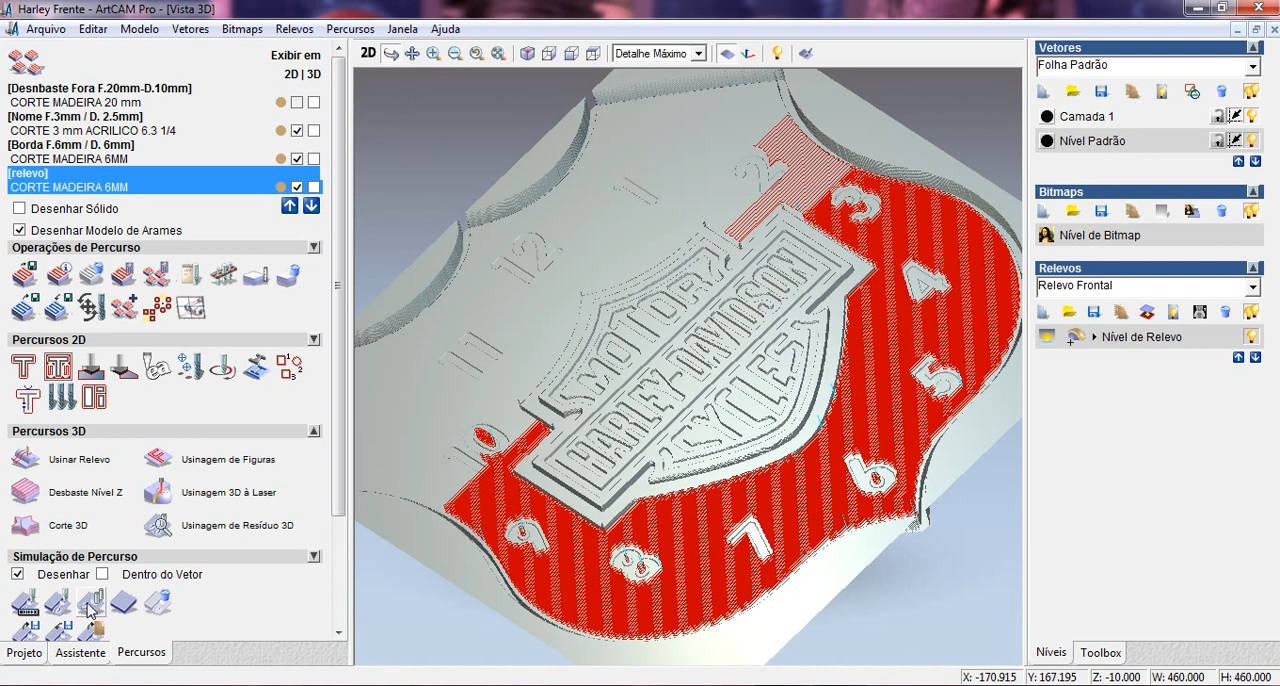 Harley Frente - ArtCAM Pro - [Vista 3D]
Arquivo Editar Modelo Vetores Bitmaps Relevos Percursos Janela Ajuda
2D Detalhe Máximo
Exibir em
2D | 3D
[Desnbaste Fora F.20mm-D.10mm]
CORTE MADEIRA 20 mm
[Nome F.3mm / D. 2.5mm]
CORTE 3 mm ACRILICO 6.3 1/4
[Borda F.6mm / D. 6mm]
CORTE MADEIRA 6MM
[relevo]
CORTE MADEIRA 6MM
Desenhar Sólido
Desenhar Modelo de Arames
Operações de Percurso
Percursos 2D
Percursos 3D
Usinar Relevo Usinagem de Figuras
Desbaste Nível Z Usinagem 3D à Laser
Corte 3D Usinagem de Resíduo 3D
Simulação de Percurso
Desenhar Dentro do Vetor
Projeto Assistente Percursos
1
2
3
4
5
6
7
8
9
10
11
12
MOTOR
HARLEY-DAVIDSON
CYCLES
Vetores
Folha Padrão
Camada 1
Nível Padrão
Bitmaps
Nível de Bitmap
Relevos
Relevo Frontal
Nível de Relevo
Níveis Toolbox
X: -170.915 Y: 167.195 Z: -10.000 W: 460.000 H: 460.000